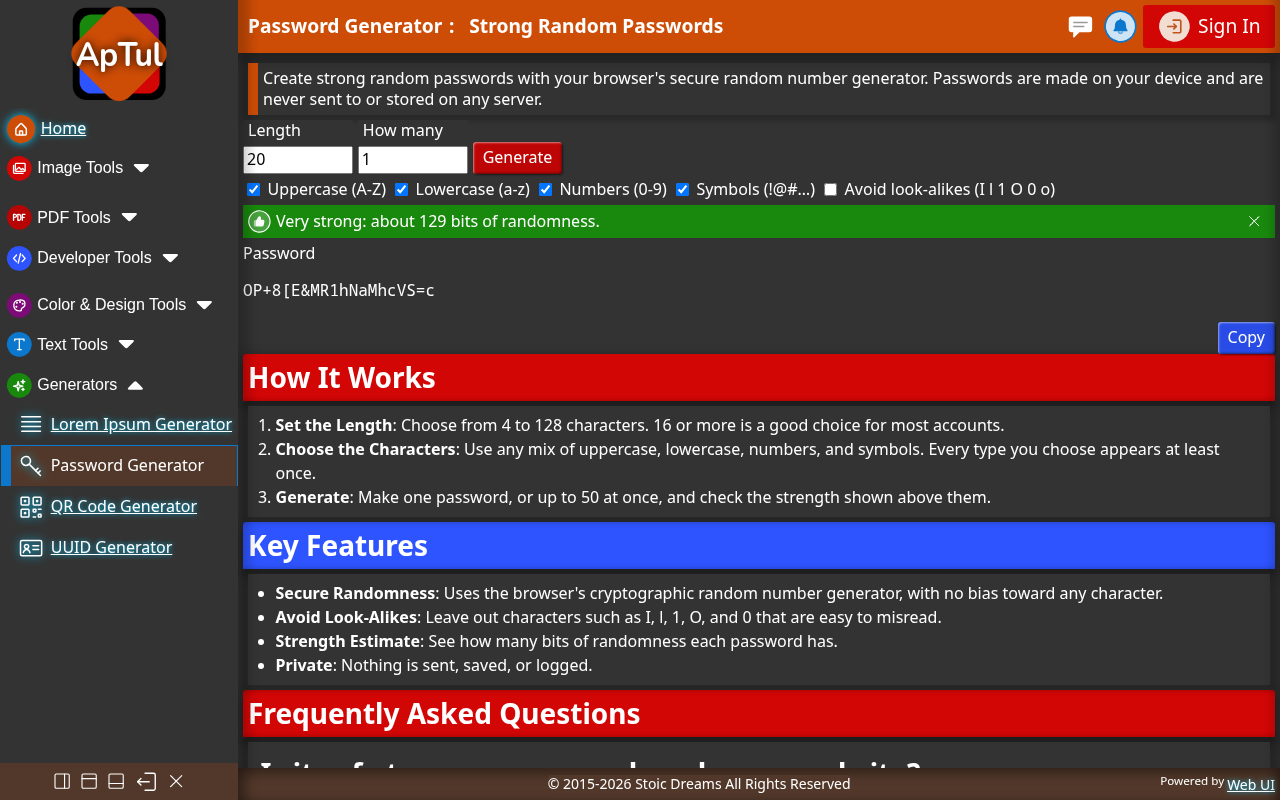 ApTul
Home
Image Tools
PDF Tools
Developer Tools
Color & Design Tools
Text Tools
Generators
Lorem Ipsum Generator
Password Generator
QR Code Generator
UUID Generator
Password Generator : Strong Random Passwords
Sign In
Create strong random passwords with your browser's secure random number generator. Passwords are made on your device and are
never sent to or stored on any server.
Length How many
20 1 Generate
Uppercase (A-Z) Lowercase (a-z) Numbers (0-9) Symbols (!@#...) Avoid look-alikes (I l 1 O 0 o)
Very strong: about 129 bits of randomness.
Password
OP+8[E&MR1hNaMhcVS=c
Copy
How It Works
1. Set the Length: Choose from 4 to 128 characters. 16 or more is a good choice for most accounts.
2. Choose the Characters: Use any mix of uppercase, lowercase, numbers, and symbols. Every type you choose appears at least
once.
3. Generate: Make one password, or up to 50 at once, and check the strength shown above them.
Key Features
• Secure Randomness: Uses the browser's cryptographic random number generator, with no bias toward any character.
• Avoid Look-Alikes: Leave out characters such as I, l, 1, O, and 0 that are easy to misread.
• Strength Estimate: See how many bits of randomness each password has.
• Private: Nothing is sent, saved, or logged.
Frequently Asked Questions
© 2015-2026 Stoic Dreams All Rights Reserved
Powered by Web UI